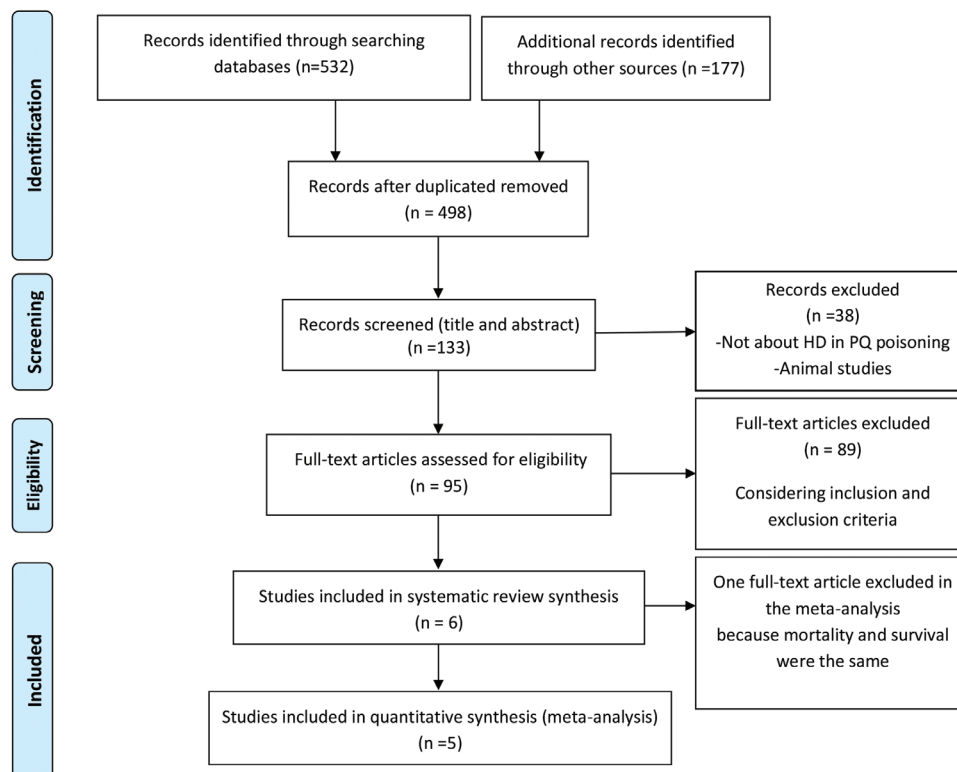 Identification
Records identified through searching
databases (n=532)
Additional records identified
through other sources (n =177)
Records after duplicated removed
(n = 498)
Screening
Records screened (title and abstract)
(n =133)
Records excluded
(n =38)
-Not about HD in PQ poisoning
-Animal studies
Eligibility
Full-text articles assessed for eligibility
(n = 95)
Full-text articles excluded
(n = 89)
Considering inclusion and
exclusion criteria
Included
Studies included in systematic review synthesis
(n = 6)
One full-text article excluded in
the meta-analysis
because mortality and survival
were the same
Studies included in quantitative synthesis (meta-analysis)
(n =5)